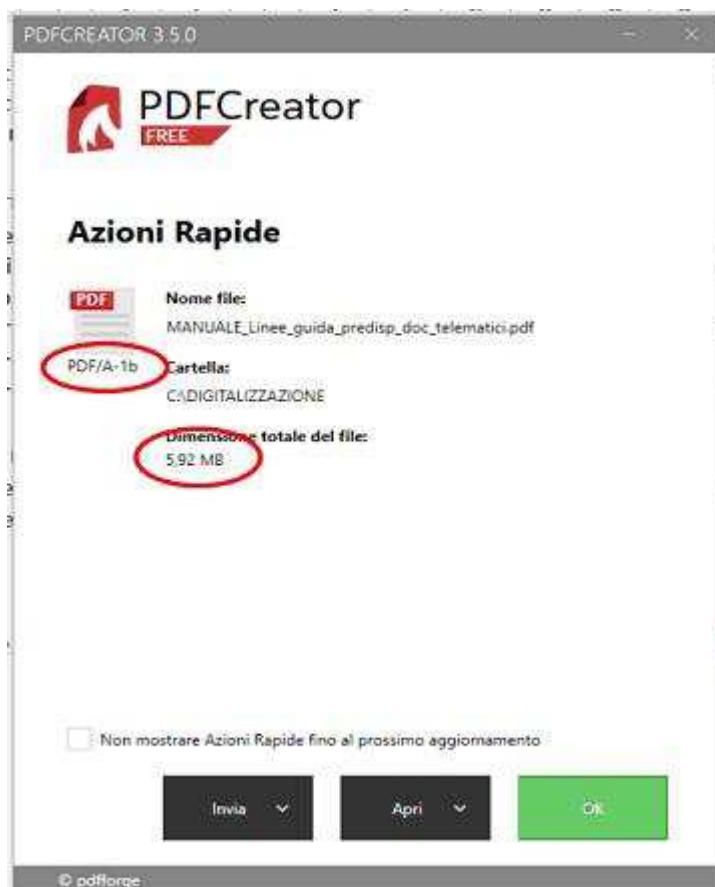 PDFCREATOR 3.5.0
PDFCreator
FREE
Azioni Rapide
PDF
Nome file:
MANUALE_Linee_guida_predisp_doc_telematici.pdf
PDF/A-1b
Cartella:
C:\DIGITALIZZAZIONE
Dimensione totale del file:
5,92 MB
Non mostrare Azioni Rapide fino al prossimo aggiornamento
Invia
Apri
OK
© pdfforge